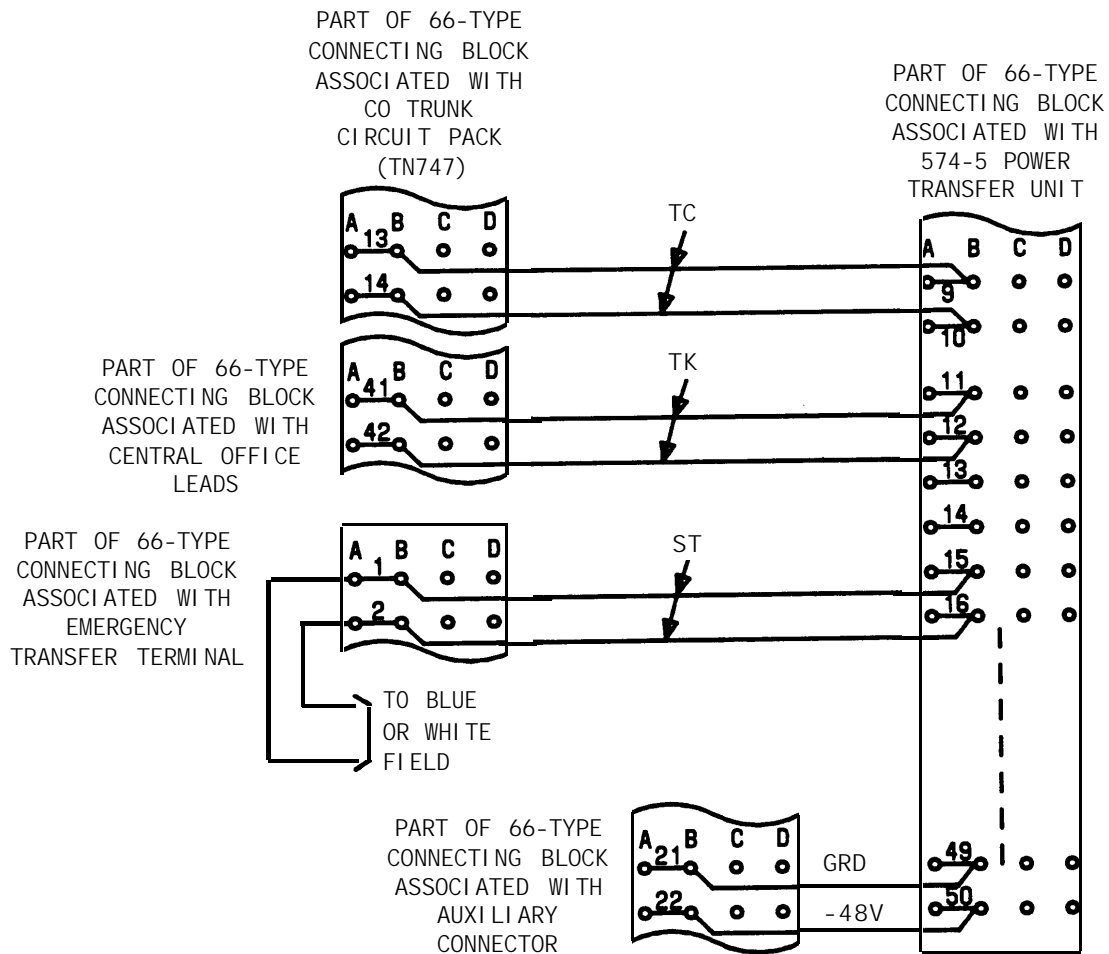 PART OF 66-TYPE
CONNECTING BLOCK
ASSOCIATED WITH
CO TRUNK
CIRCUIT PACK
(TN747)
PART OF 66-TYPE
CONNECTING BLOCK
ASSOCIATED WITH
574-5 POWER
TRANSFER UNIT
A B C D
13
14
TC
A B C D
9
10
PART OF 66-TYPE
CONNECTING BLOCK
ASSOCIATED WITH
CENTRAL OFFICE
LEADS
A B C D
41
42
TK
11
12
13
14
15
16
PART OF 66-TYPE
CONNECTING BLOCK
ASSOCIATED WITH
EMERGENCY
TRANSFER TERMINAL
A B C D
1
2
ST
TO BLUE
OR WHITE
FIELD
PART OF 66-TYPE
CONNECTING BLOCK
ASSOCIATED WITH
AUXILIARY
CONNECTOR
A B C D
21
22
GRD
-48V
49
50